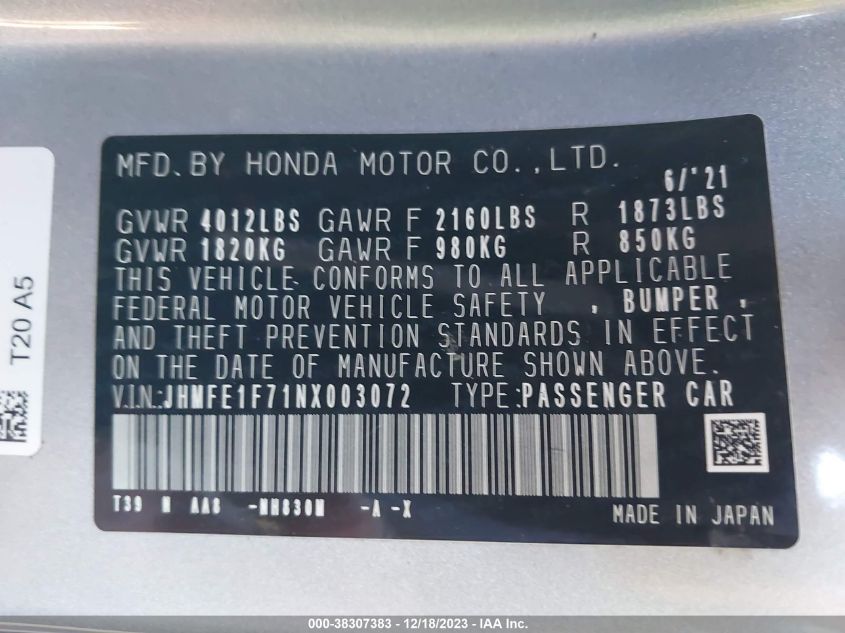 MFD. BY HONDA MOTOR CO.,LTD.
6/'21
GVWR 4012LBS GAWR F 2160LBS R 1873LBS
GVWR 1820KG GAWR F 980KG R 850KG
THIS VEHICLE CONFORMS TO ALL APPLICABLE
FEDERAL MOTOR VEHICLE SAFETY , BUMPER ,
AND THEFT PREVENTION STANDARDS IN EFFECT
ON THE DATE OF MANUFACTURE SHOWN ABOVE.
V.I.N.:JHMFE1F71NX003072 TYPE:PASSENGER CAR
T39 N AA8 -NH830M -A -X
MADE IN JAPAN
T20 A5
000-38307383 - 12/18/2023 - IAA Inc.